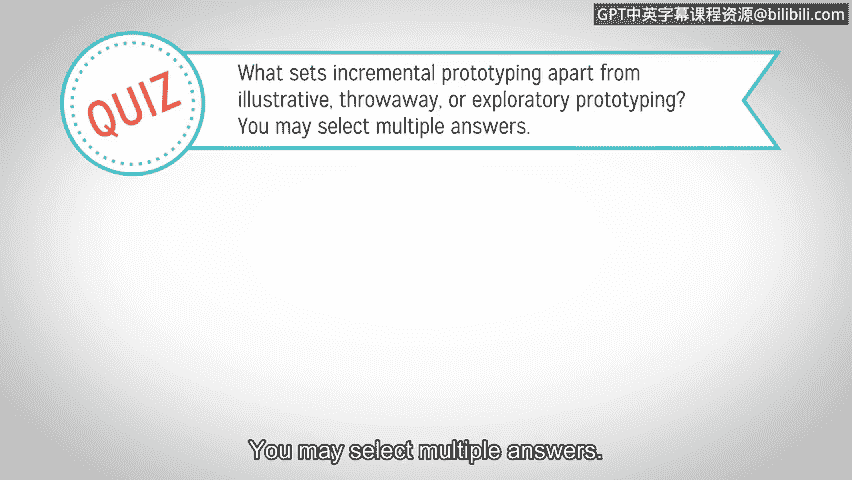 GPT中英字幕课程资源@bilibili.com
QUIZ
What sets incremental prototyping apart from
illustrative, throwaway, or exploratory prototyping?
You may select multiple answers.
You may select multiple answers.